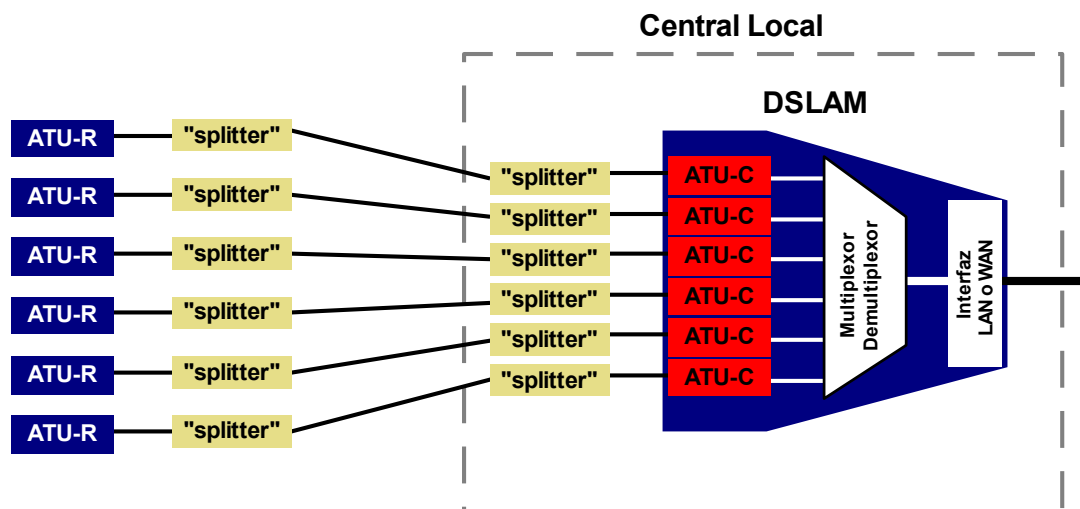 Central Local
DSLAM
ATU-R
"splitter"
"splitter"
ATU-C
ATU-R
"splitter"
"splitter"
ATU-C
ATU-R
"splitter"
"splitter"
ATU-C
ATU-R
"splitter"
"splitter"
ATU-C
ATU-R
"splitter"
"splitter"
ATU-C
ATU-R
"splitter"
"splitter"
ATU-C
Multiplexor
Demultiplexor
Interfaz
LAN o WAN